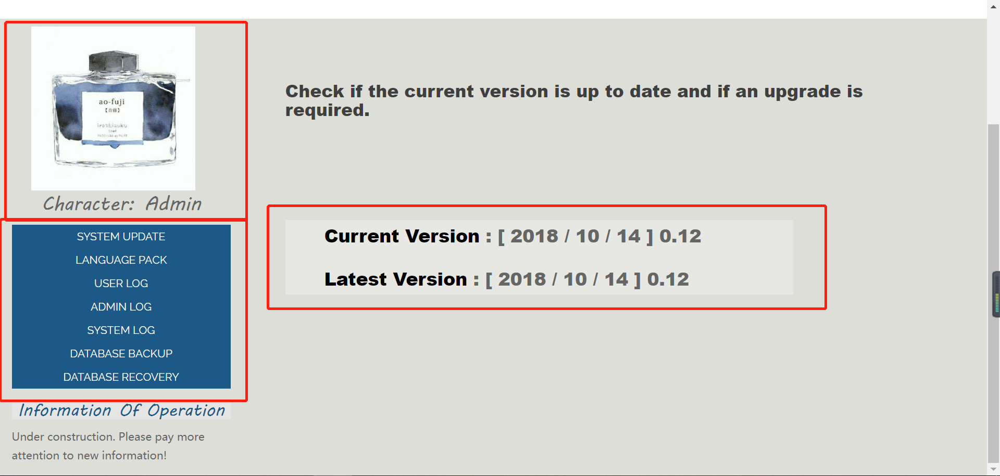 ao-fuji
Check if the current version is up to date and if an upgrade is
required.
Character: Admin
Current Version : [ 2018 / 10 / 14 ] 0.12
Latest Version : [ 2018 / 10 / 14 ] 0.12
SYSTEM UPDATE
LANGUAGE PACK
USER LOG
ADMIN LOG
SYSTEM LOG
DATABASE BACKUP
DATABASE RECOVERY
Information Of Operation
Under construction. Please pay more
attention to new information!